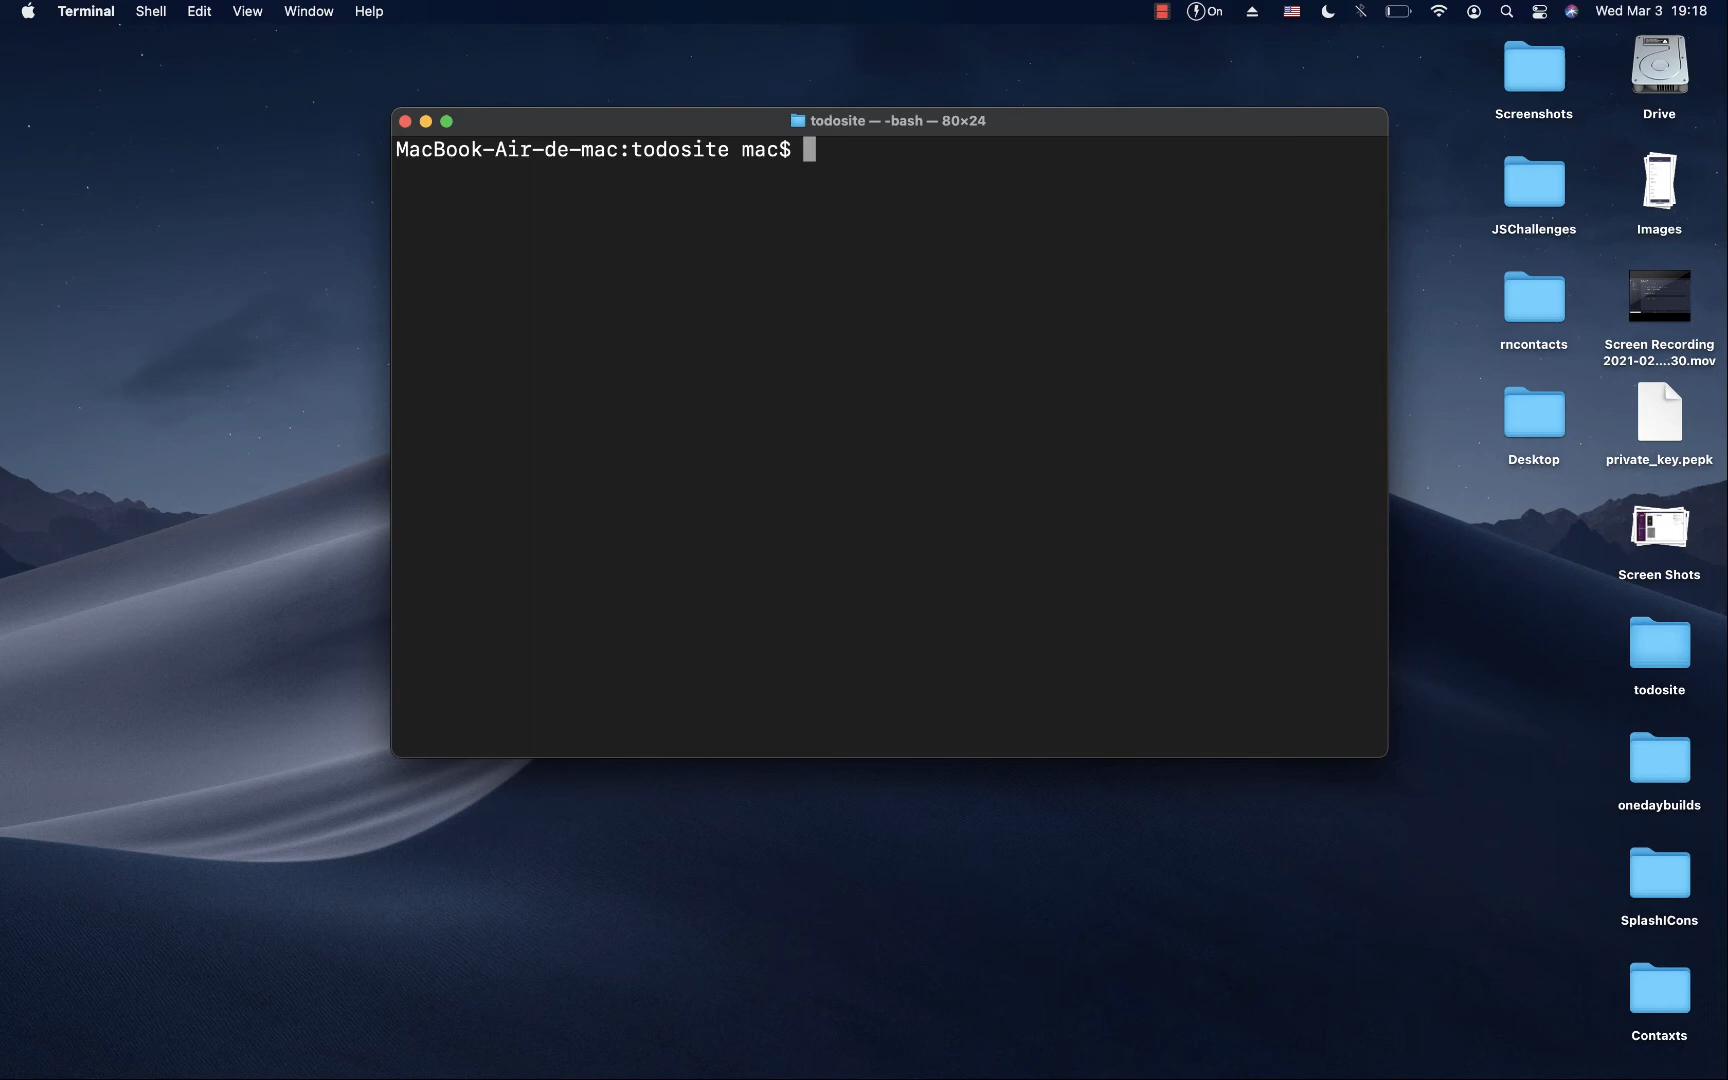 Terminal Shell Edit View Window Help On Wed Mar 3 19:18
todosite — -bash — 80×24
MacBook-Air-de-mac:todosite mac$
Screenshots
Drive
JSChallenges
Images
rncontacts
Screen Recording
2021-02....30.mov
Desktop
private_key.pepk
Screen Shots
todosite
onedaybuilds
SplashICons
Contaxts